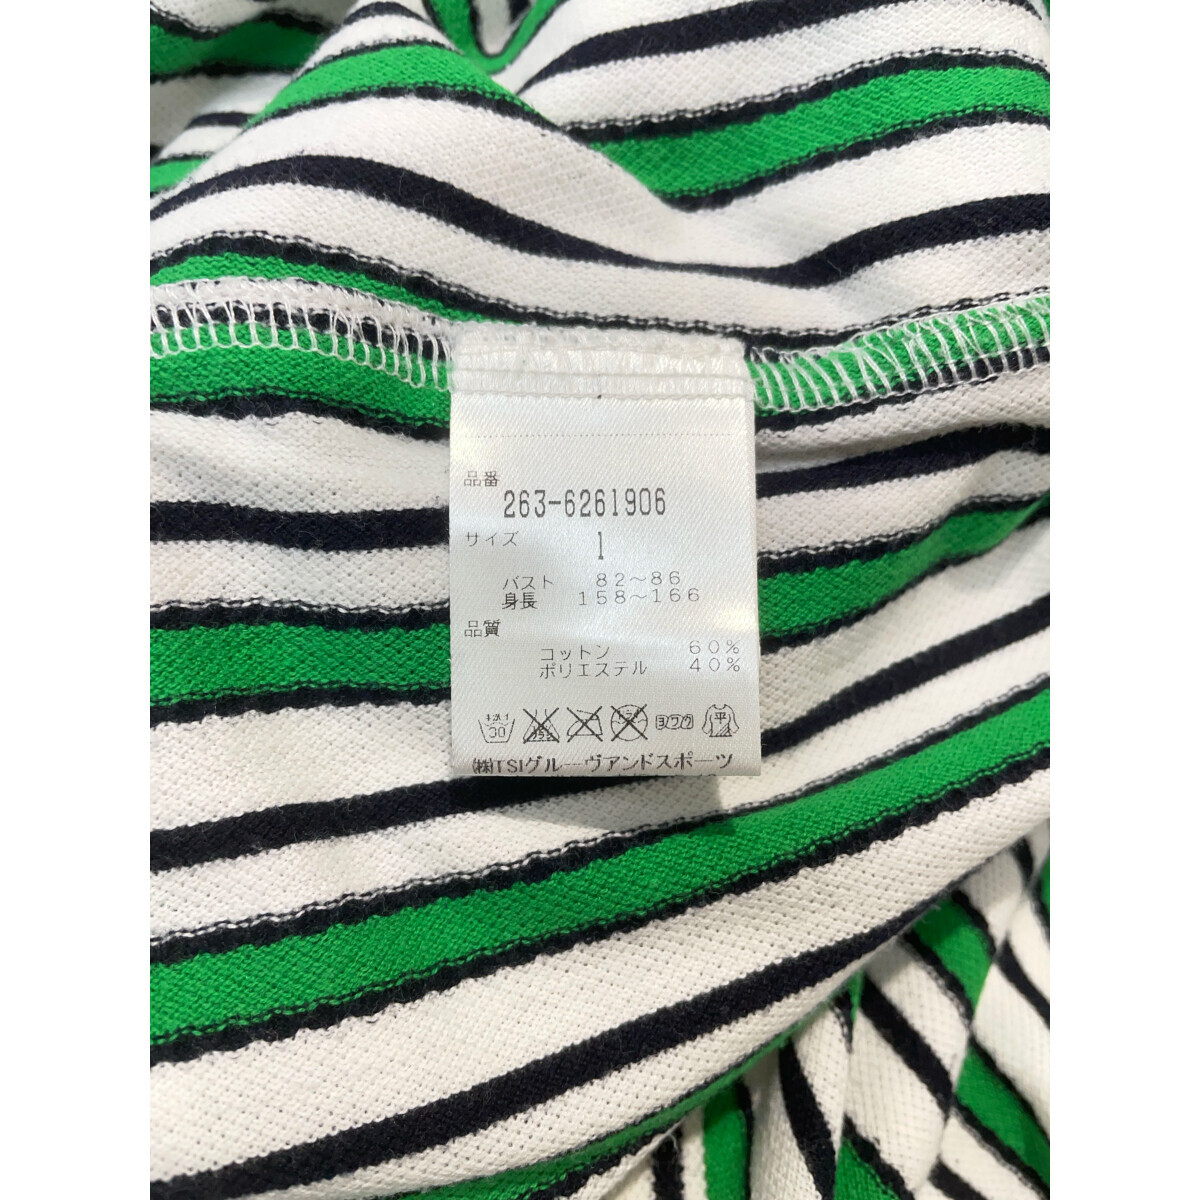 品番
263-6261906
サイズ 1
バスト 82～86
身長 158～166
品質
コットン 60%
ポリエステル 40%
30 ヨワク 平
㈱TSIグルーヴアンドスポーツ